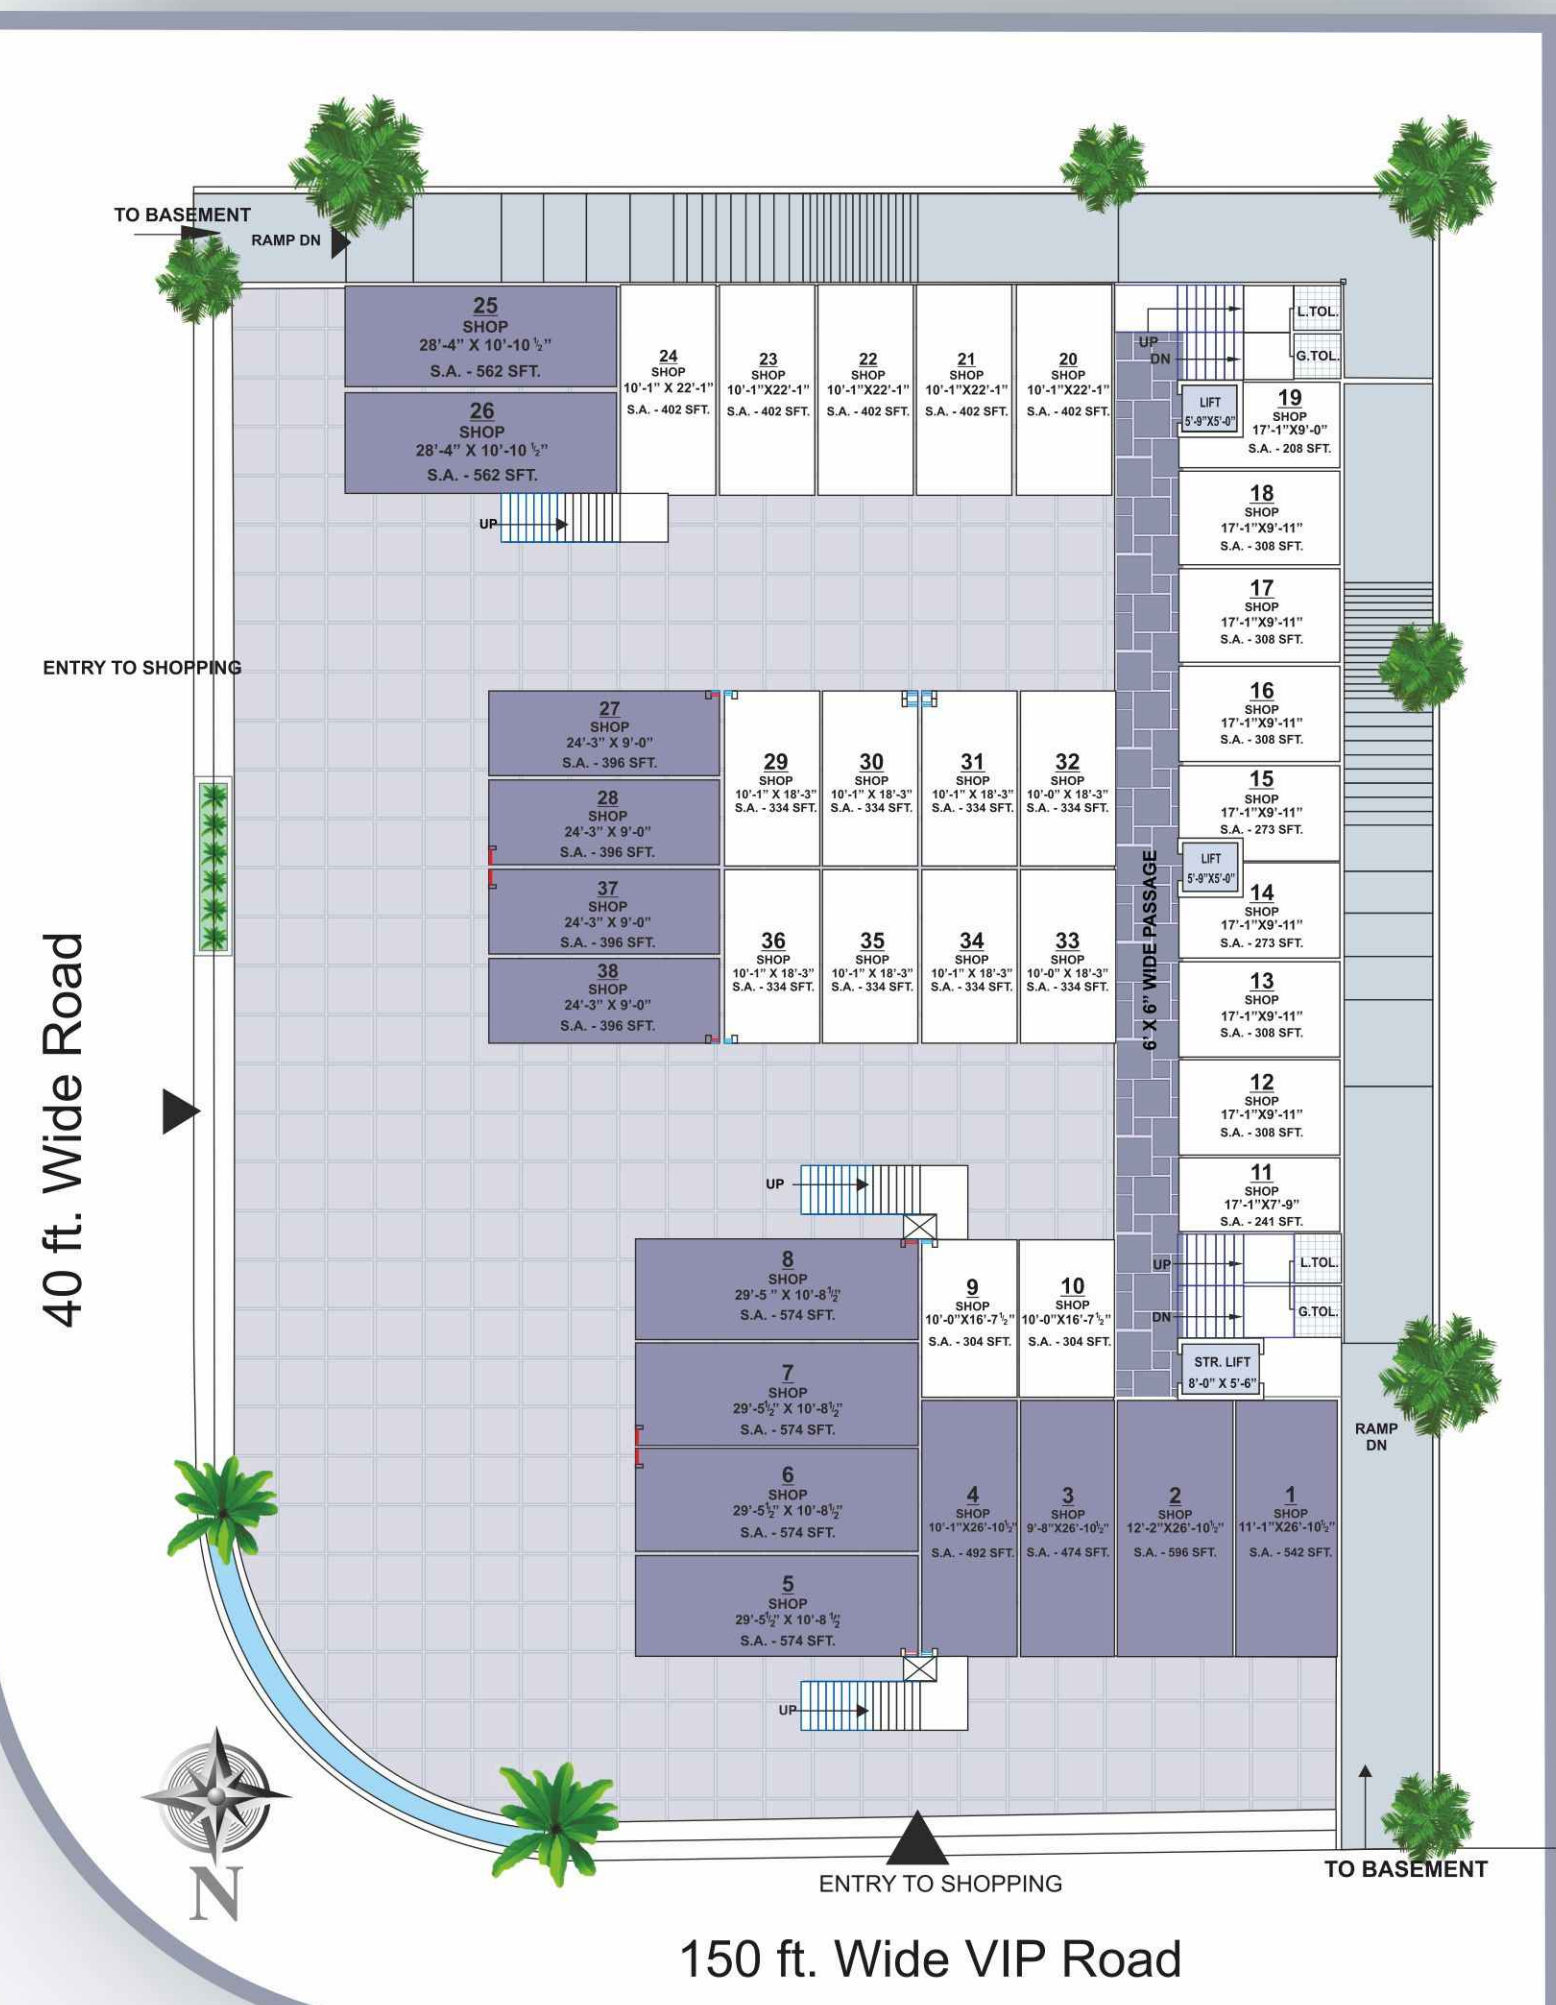 TO BASEMENT
RAMP DN
25
SHOP
28'-4" X 10'-10 ½"
S.A. - 562 SFT.
26
SHOP
28'-4" X 10'-10 ½"
S.A. - 562 SFT.
24
SHOP
10'-1" X 22'-1"
S.A. - 402 SFT.
23
SHOP
10'-1"X22'-1"
S.A. - 402 SFT.
22
SHOP
10'-1"X22'-1"
S.A. - 402 SFT.
21
SHOP
10'-1"X22'-1"
S.A. - 402 SFT.
20
SHOP
10'-1"X22'-1"
S.A. - 402 SFT.
UP
DN
L.TOL.
G.TOL.
LIFT
5'-9"X5'-0"
19
SHOP
17'-1"X9'-0"
S.A. - 208 SFT.
18
SHOP
17'-1"X9'-11"
S.A. - 308 SFT.
17
SHOP
17'-1"X9'-11"
S.A. - 308 SFT.
16
SHOP
17'-1"X9'-11"
S.A. - 308 SFT.
15
SHOP
17'-1"X9'-11"
S.A. - 273 SFT.
LIFT
5'-9"X5'-0"
14
SHOP
17'-1"X9'-11"
S.A. - 273 SFT.
13
SHOP
17'-1"X9'-11"
S.A. - 308 SFT.
12
SHOP
17'-1"X9'-11"
S.A. - 308 SFT.
11
SHOP
17'-1"X7'-9"
S.A. - 241 SFT.
UP
ENTRY TO SHOPPING
27
SHOP
24'-3" X 9'-0"
S.A. - 396 SFT.
28
SHOP
24'-3" X 9'-0"
S.A. - 396 SFT.
37
SHOP
24'-3" X 9'-0"
S.A. - 396 SFT.
38
SHOP
24'-3" X 9'-0"
S.A. - 396 SFT.
29
SHOP
10'-1" X 18'-3"
S.A. - 334 SFT.
30
SHOP
10'-1" X 18'-3"
S.A. - 334 SFT.
31
SHOP
10'-1" X 18'-3"
S.A. - 334 SFT.
32
SHOP
10'-0" X 18'-3"
S.A. - 334 SFT.
36
SHOP
10'-1" X 18'-3"
S.A. - 334 SFT.
35
SHOP
10'-1" X 18'-3"
S.A. - 334 SFT.
34
SHOP
10'-1" X 18'-3"
S.A. - 334 SFT.
33
SHOP
10'-0" X 18'-3"
S.A. - 334 SFT.
6' X 6" WIDE PASSAGE
40 ft. Wide Road
UP
8
SHOP
29'-5 " X 10'-8½"
S.A. - 574 SFT.
7
SHOP
29'-5½" X 10'-8½"
S.A. - 574 SFT.
6
SHOP
29'-5½" X 10'-8½"
S.A. - 574 SFT.
5
SHOP
29'-5½" X 10'-8 ½
S.A. - 574 SFT.
9
SHOP
10'-0"X16'-7½"
S.A. - 304 SFT.
10
SHOP
10'-0"X16'-7½"
S.A. - 304 SFT.
UP
DN
L.TOL.
G.TOL.
STR. LIFT
8'-0" X 5'-6"
4
SHOP
10'-1"X26'-10½"
S.A. - 492 SFT.
3
SHOP
9'-8"X26'-10½"
S.A. - 474 SFT.
2
SHOP
12'-2"X26'-10½"
S.A. - 596 SFT.
1
SHOP
11'-1"X26'-10½"
S.A. - 542 SFT.
RAMP
DN
UP
N
ENTRY TO SHOPPING
TO BASEMENT
150 ft. Wide VIP Road